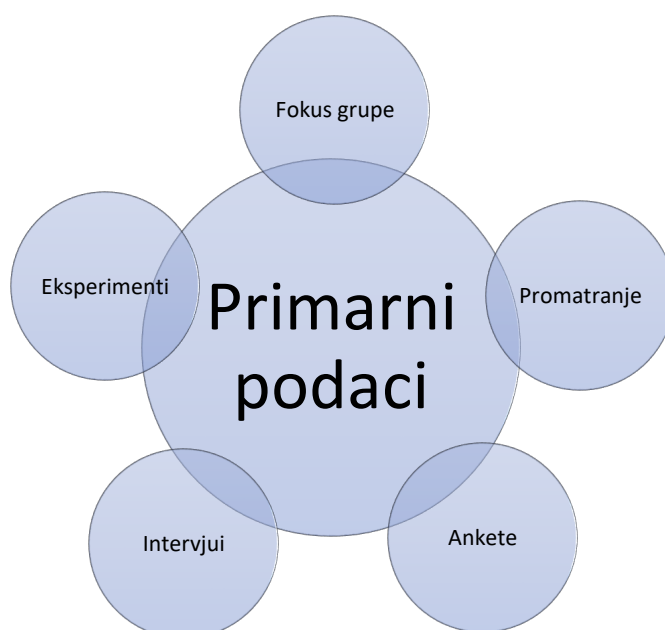 Fokus grupe
Eksperimenti
Primarni
podaci
Promatranje
Intervjui
Ankete